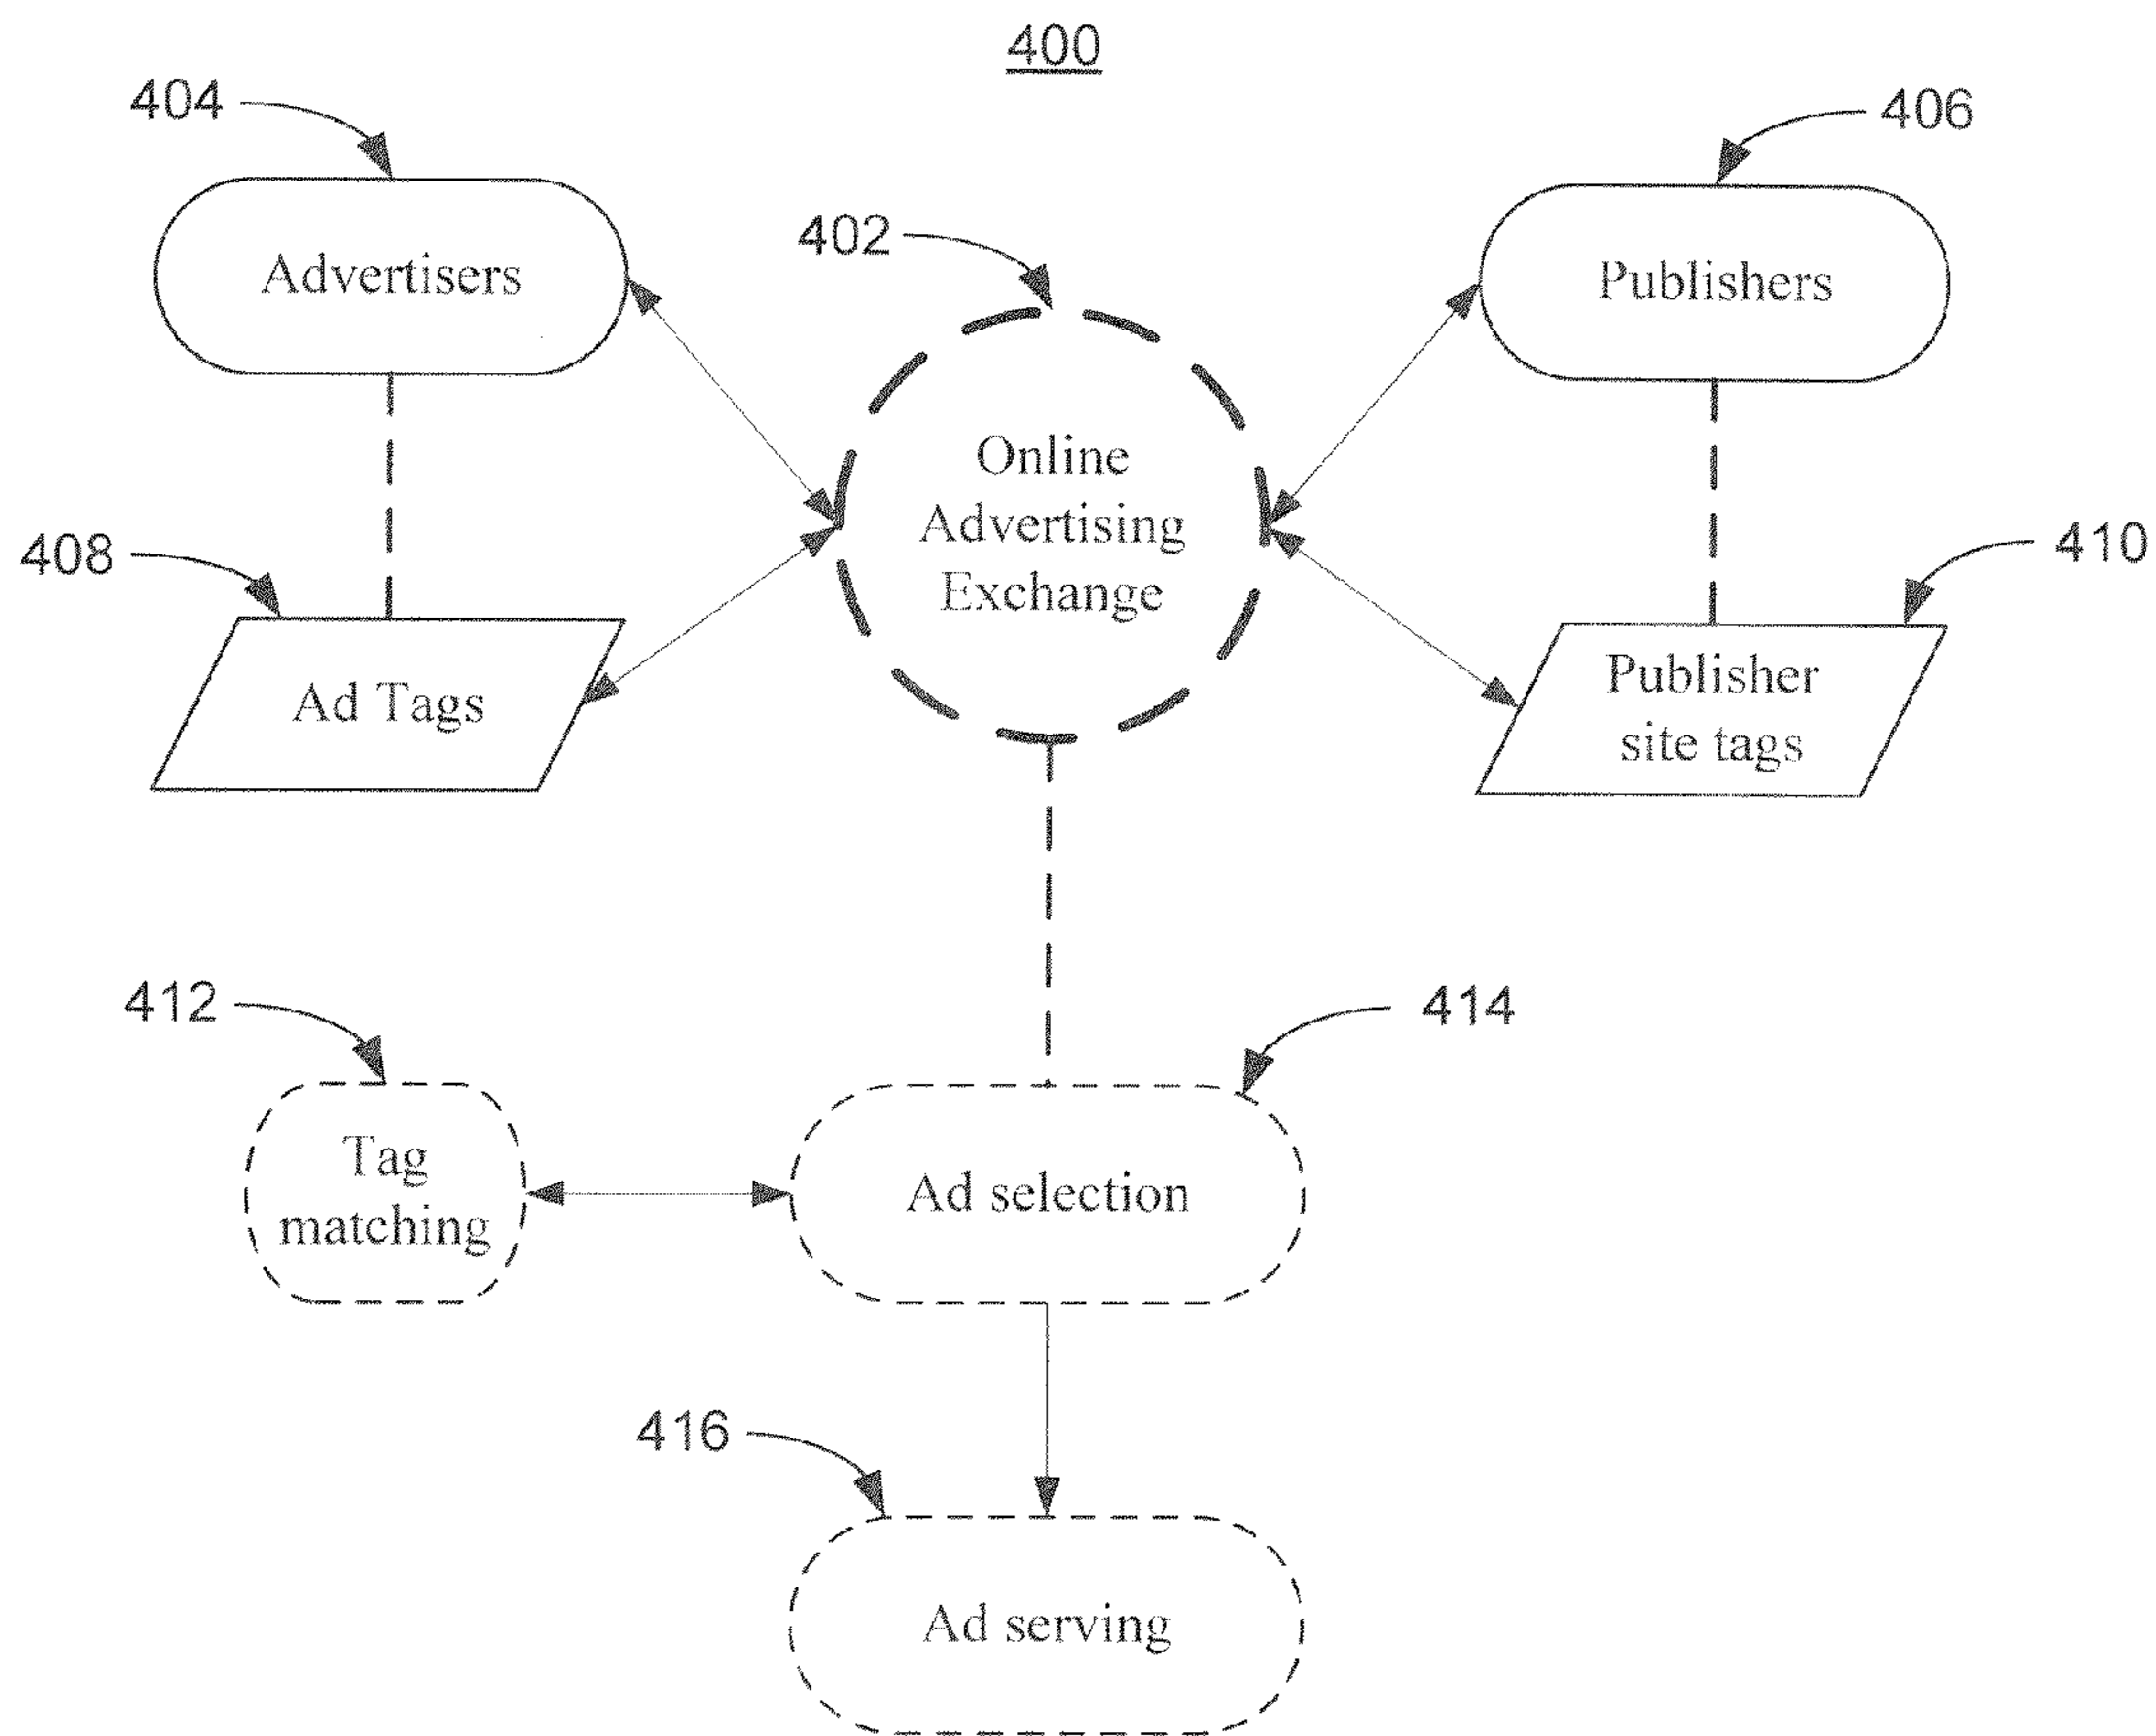 400
404
406
402
Advertisers
Publishers
Online
Advertising
Exchange
408
410
Ad Tags
Publisher
site tags
412
414
Tag
matching
Ad selection
416
Ad serving